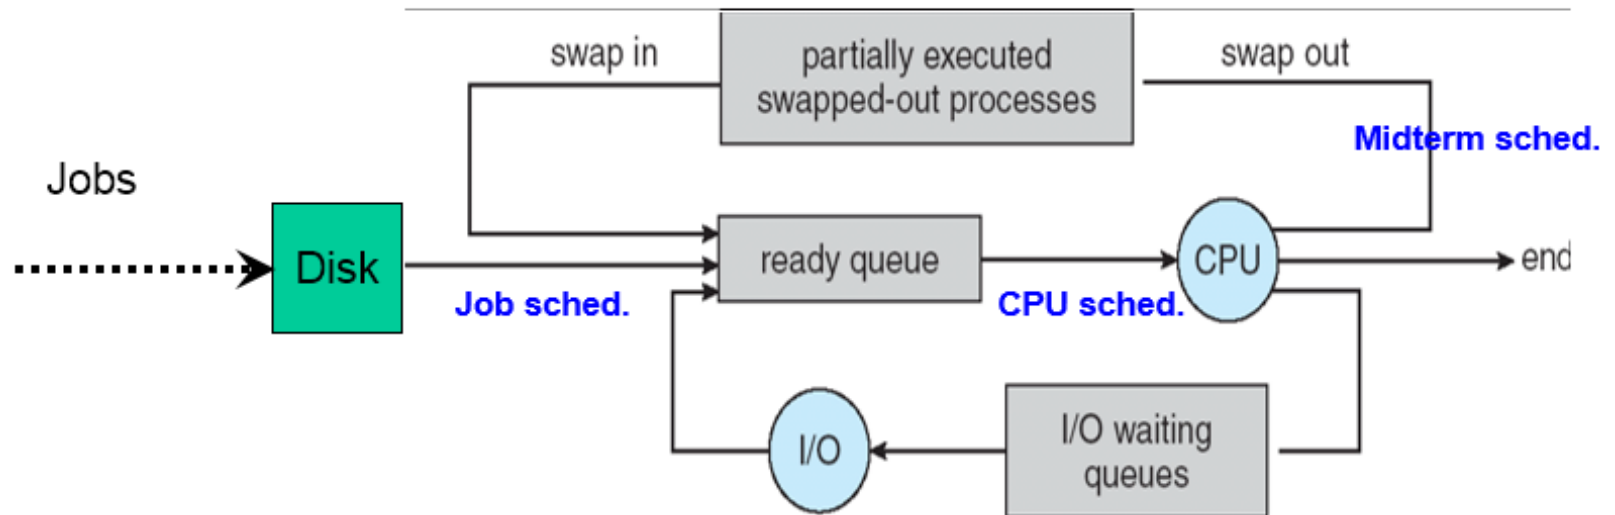 swap in
partially executed
swapped-out processes
swap out
Midterm sched.
Jobs
Disk
ready queue
CPU
end
Job sched.
CPU sched.
I/O
I/O waiting
queues